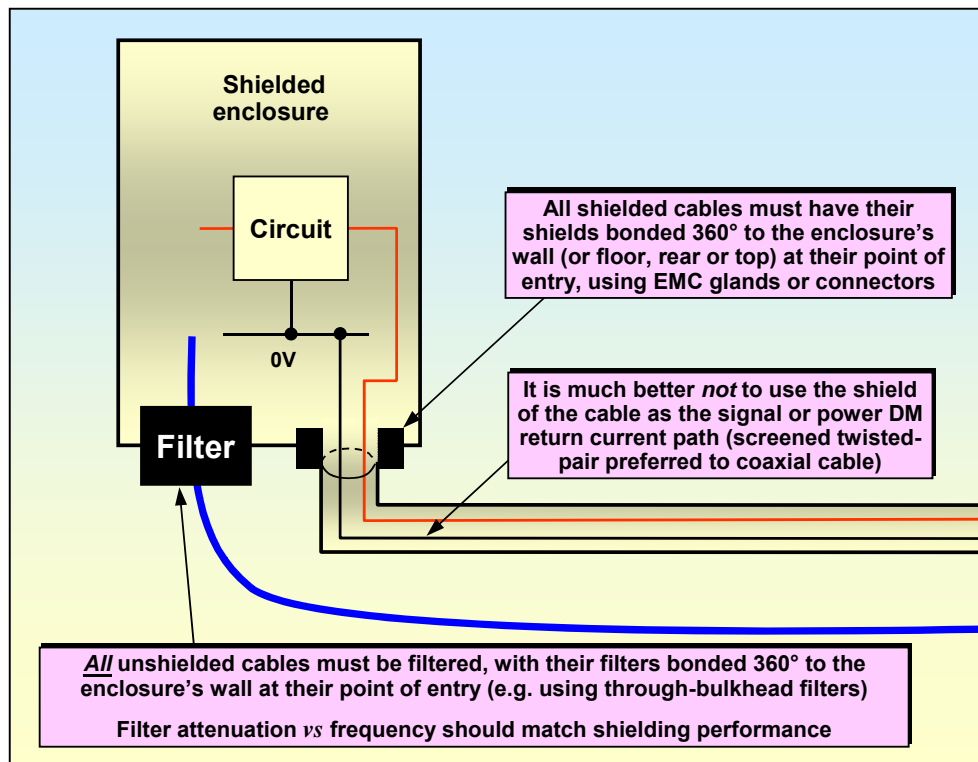 Shielded
enclosure
Circuit
0V
Filter
All shielded cables must have their
shields bonded 360° to the enclosure's
wall (or floor, rear or top) at their point of
entry, using EMC glands or connectors
It is much better not to use the shield
of the cable as the signal or power DM
return current path (screened twisted-
pair preferred to coaxial cable)
All unshielded cables must be filtered, with their filters bonded 360° to the
enclosure's wall at their point of entry (e.g. using through-bulkhead filters)
Filter attenuation vs frequency should match shielding performance